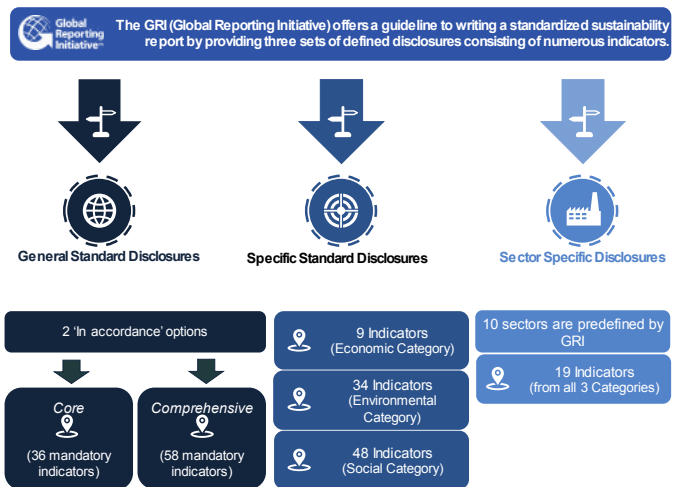 Global
Reporting
Initiative™
The GRI (Global Reporting Initiative) offers a guideline to writing a standardized sustainability
report by providing three sets of defined disclosures consisting of numerous indicators.
General Standard Disclosures
Specific Standard Disclosures
Sector Specific Disclosures
2 ‘In accordance’ options
Core
(36 mandatory
indicators)
Comprehensive
(58 mandatory
indicators)
9 Indicators
(Economic Category)
34 Indicators
(Environmental
Category)
48 Indicators
(Social Category)
10 sectors are predefined by
GRI
19 Indicators
(from all 3 Categories)